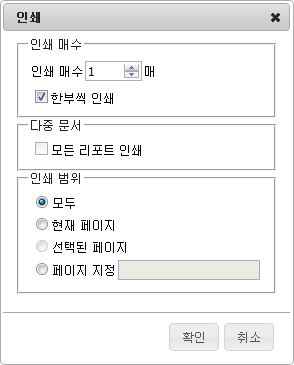 인쇄
인쇄 매수
인쇄 매수 1 매
한부씩 인쇄
다중 문서
모든 리포트 인쇄
인쇄 범위
모두
현재 페이지
선택된 페이지
페이지 지정
확인 취소